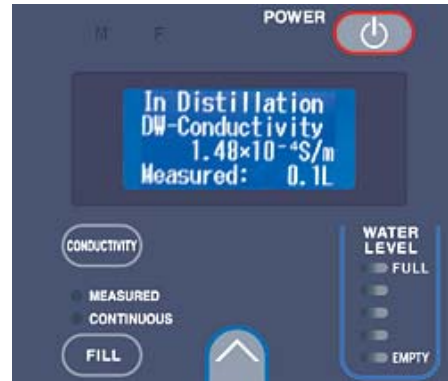 POWER
M F
In Distillation
DW-Conductivity
1.48×10⁻⁴S/m
Measured: 0.1L
CONDUCTIVITY
WATER
LEVEL
FULL
MEASURED
CONTINUOUS
FILL
EMPTY